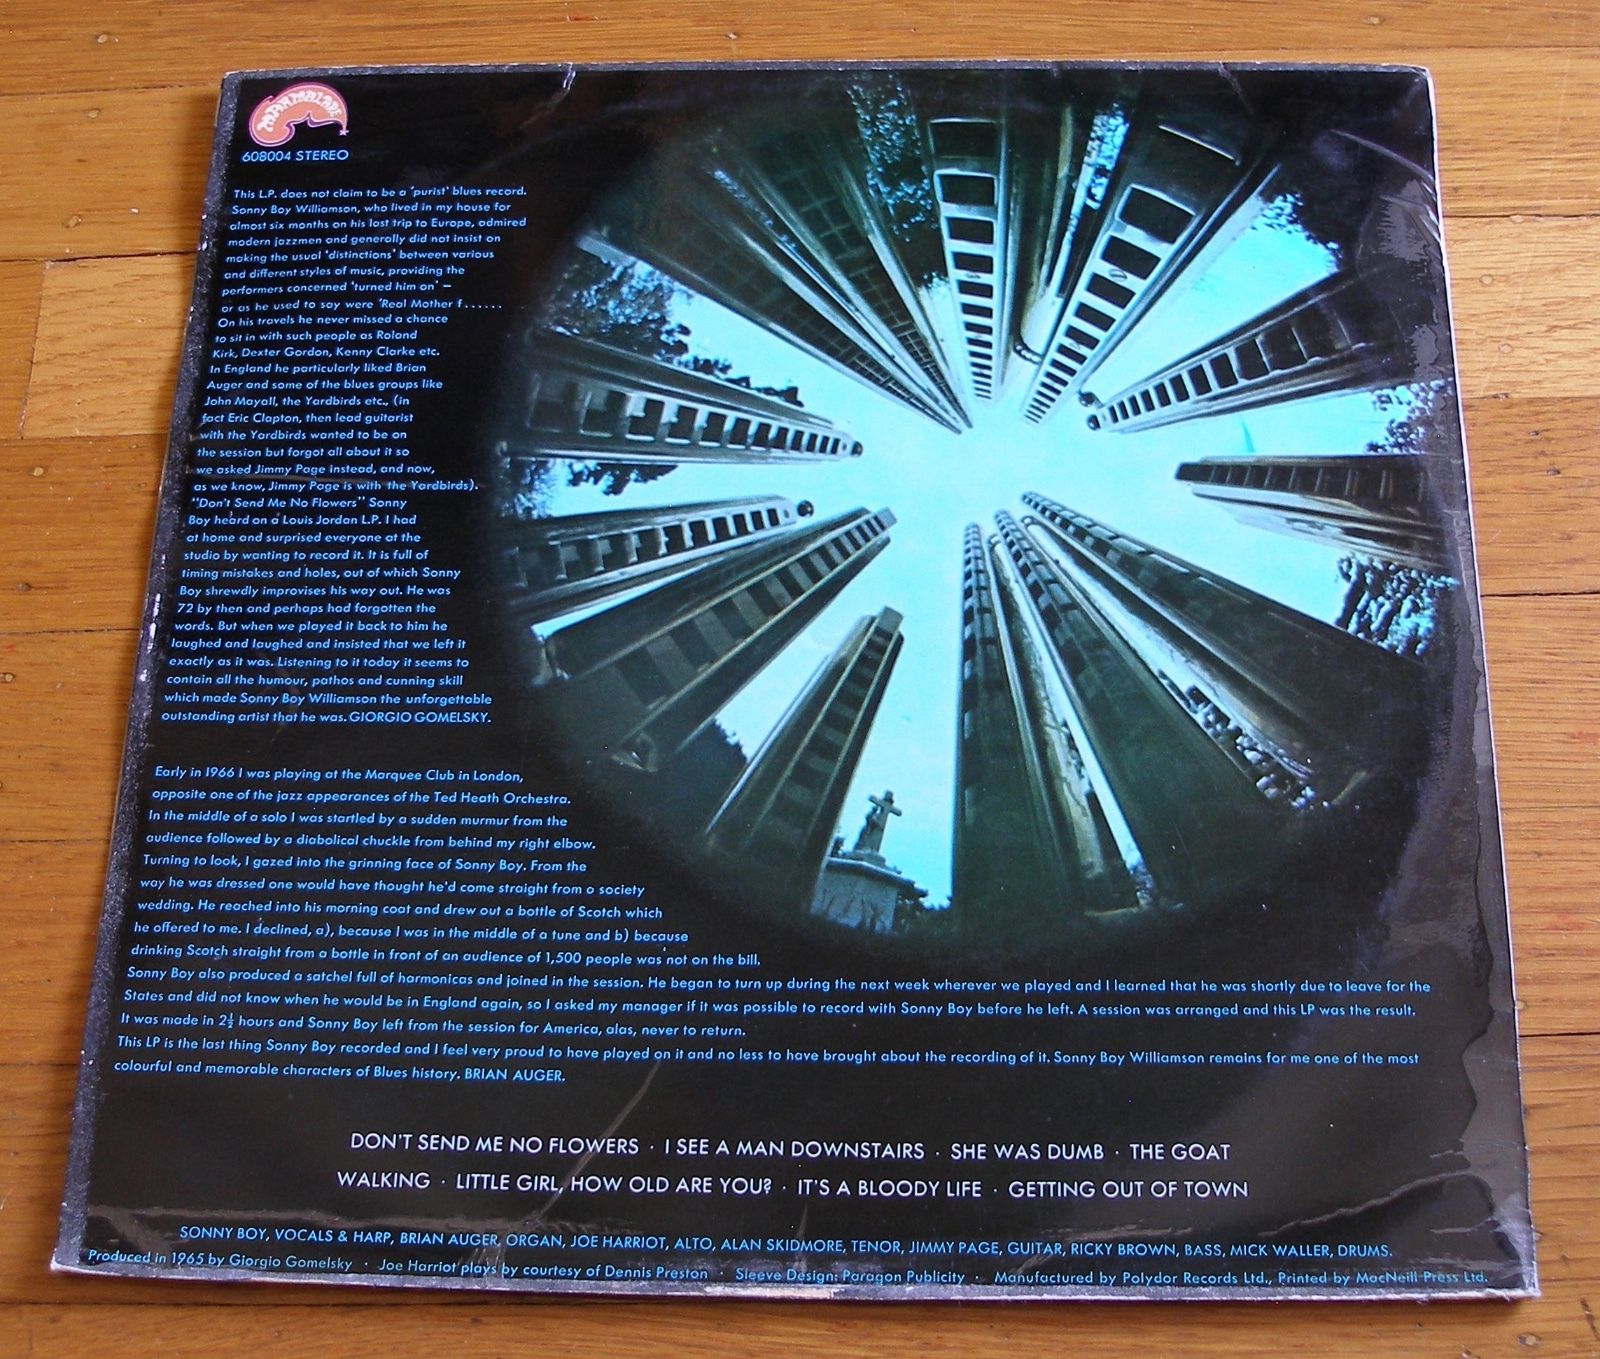 MARMALADE
608004 STEREO
This L.P. does not claim to be a 'purist' blues record.
Sonny Boy Williamson, who lived in my house for
almost six months on his last trip to Europe, admired
modern jazzmen and generally did not insist on
making the usual 'distinctions' between various
and different styles of music, providing the
performers concerned 'turned him on' —
or as he used to say were 'Real Mother f......
On his travels he never missed a chance
to sit in with such people as Roland
Kirk, Dexter Gordon, Kenny Clarke etc.
In England he particularly liked Brian
Auger and some of the blues groups like
John Mayall, the Yardbirds etc., (in
fact Eric Clapton, then lead guitarist
with the Yardbirds wanted to be on
the session but forgot all about it so
we asked Jimmy Page instead, and now,
as we know, Jimmy Page is with the Yardbirds).
"Don't Send Me No Flowers" Sonny
Boy heard on a Louis Jordan L.P. I had
at home and surprised everyone at the
studio by wanting to record it. It is full of
timing mistakes and holes, out of which Sonny
Boy shrewdly improvises his way out. He was
72 by then and perhaps had forgotten the
words. But when we played it back to him he
laughed and laughed and insisted that we left it
exactly as it was. Listening to it today it seems to
contain all the humour, pathos and cunning skill
which made Sonny Boy Williamson the unforgettable
outstanding artist that he was. GIORGIO GOMELSKY.
Early in 1966 I was playing at the Marquee Club in London,
opposite one of the jazz appearances of the Ted Heath Orchestra.
In the middle of a solo I was startled by a sudden murmur from the
audience followed by a diabolical chuckle from behind my right elbow.
Turning to look, I gazed into the grinning face of Sonny Boy. From the
way he was dressed one would have thought he'd come straight from a society
wedding. He reached into his morning coat and drew out a bottle of Scotch which
he offered to me. I declined, a), because I was in the middle of a tune and b) because
drinking Scotch straight from a bottle in front of an audience of 1,500 people was not on the bill.
Sonny Boy also produced a satchel full of harmonicas and joined in the session. He began to turn up during the next week wherever we played and I learned that he was shortly due to leave for the
States and did not know when he would be in England again, so I asked my manager if it was possible to record with Sonny Boy before he left. A session was arranged and this LP was the result.
It was made in 2½ hours and Sonny Boy left from the session for America, alas, never to return.
This LP is the last thing Sonny Boy recorded and I feel very proud to have played on it and no less to have brought about the recording of it. Sonny Boy Williamson remains for me one of the most
colourful and memorable characters of Blues history. BRIAN AUGER.
DON'T SEND ME NO FLOWERS · I SEE A MAN DOWNSTAIRS · SHE WAS DUMB · THE GOAT
WALKING · LITTLE GIRL, HOW OLD ARE YOU? · IT'S A BLOODY LIFE · GETTING OUT OF TOWN
SONNY BOY, VOCALS & HARP, BRIAN AUGER, ORGAN, JOE HARRIOT, ALTO, ALAN SKIDMORE, TENOR, JIMMY PAGE, GUITAR, RICKY BROWN, BASS, MICK WALLER, DRUMS.
Produced in 1965 by Giorgio Gomelsky · Joe Harriot plays by courtesy of Dennis Preston · Sleeve Design: Paragon Publicity · Manufactured by Polydor Records Ltd., Printed by MacNeill Press Ltd.